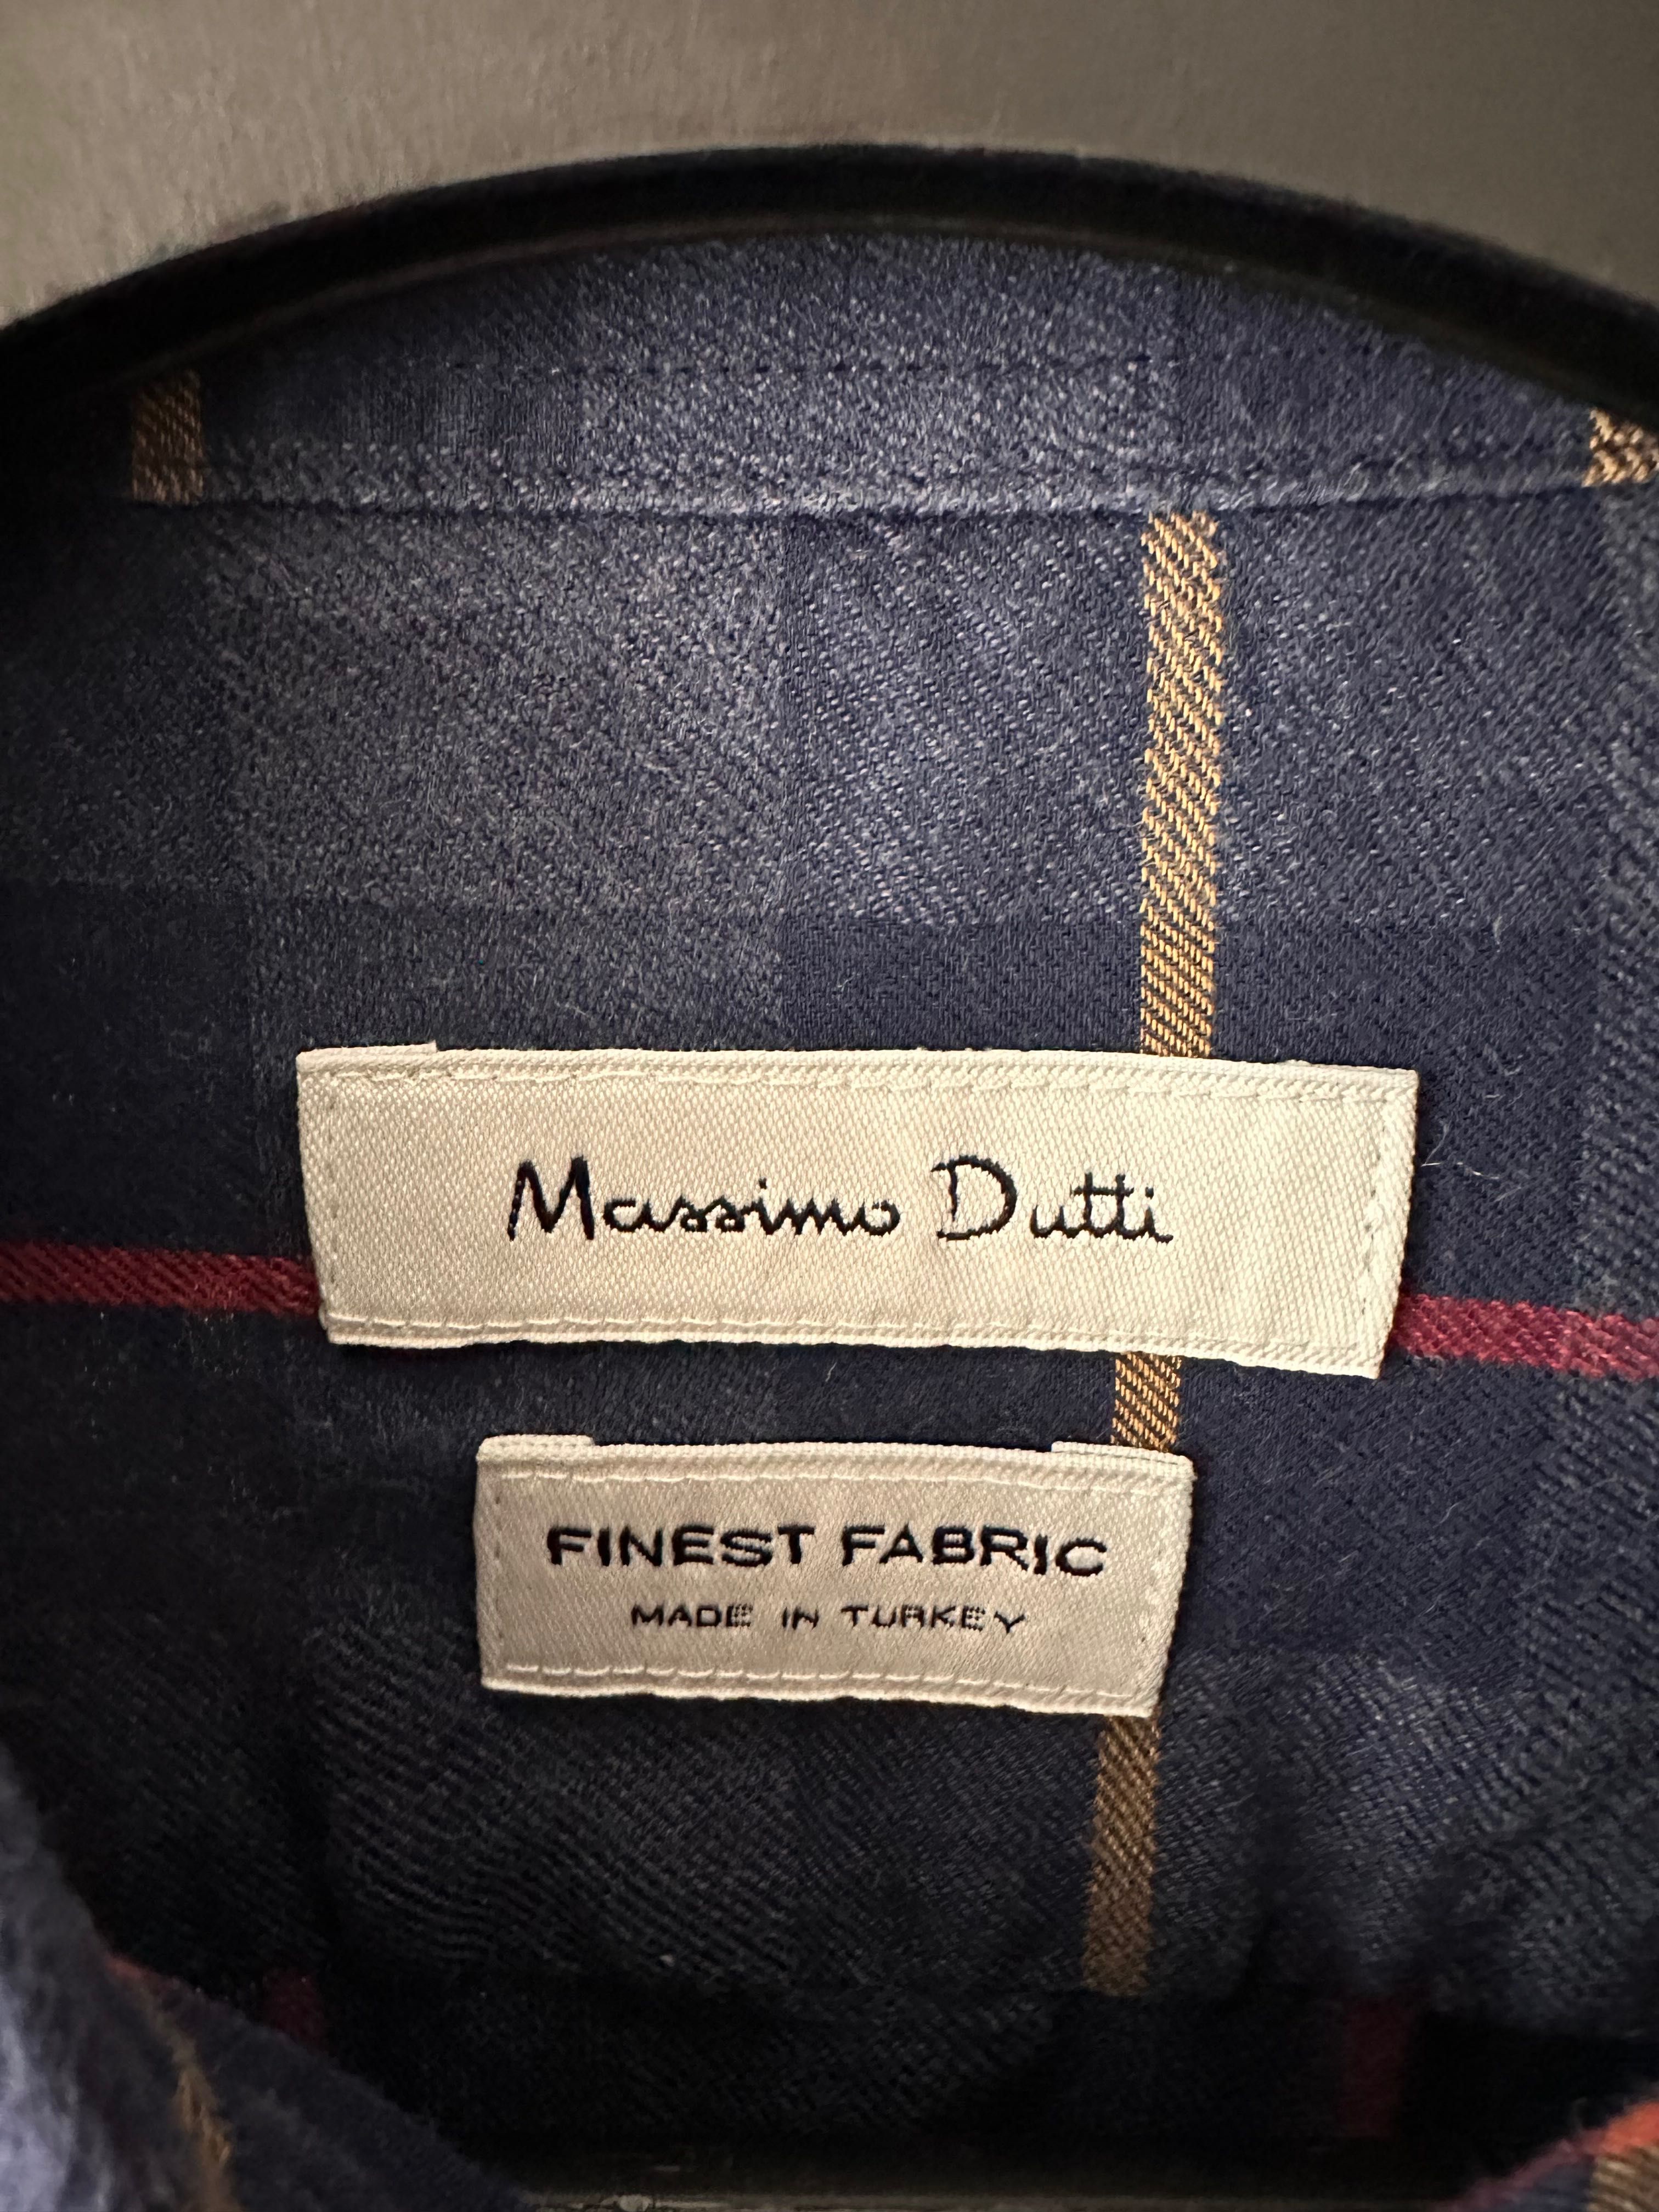 Massimo Dutti
FINEST FABRIC
MADE IN TURKEY